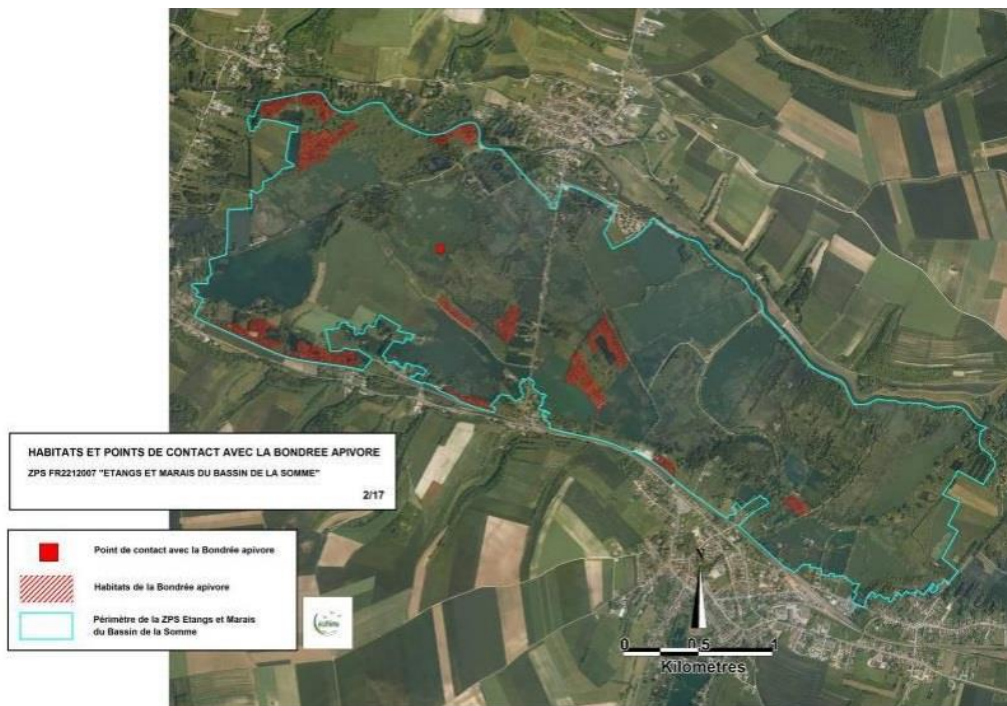 HABITATS ET POINTS DE CONTACT AVEC LA BONDREE APIVORE
ZPS FR2212007 "ETANGS ET MARAIS DU BASSIN DE LA SOMME"
2/17
Point de contact avec la Bondrée apivore
Habitats de la Bondrée apivore
Périmètre de la ZPS Etangs et Marais
du Bassin de la Somme
N
0 0,5 1
Kilomètres